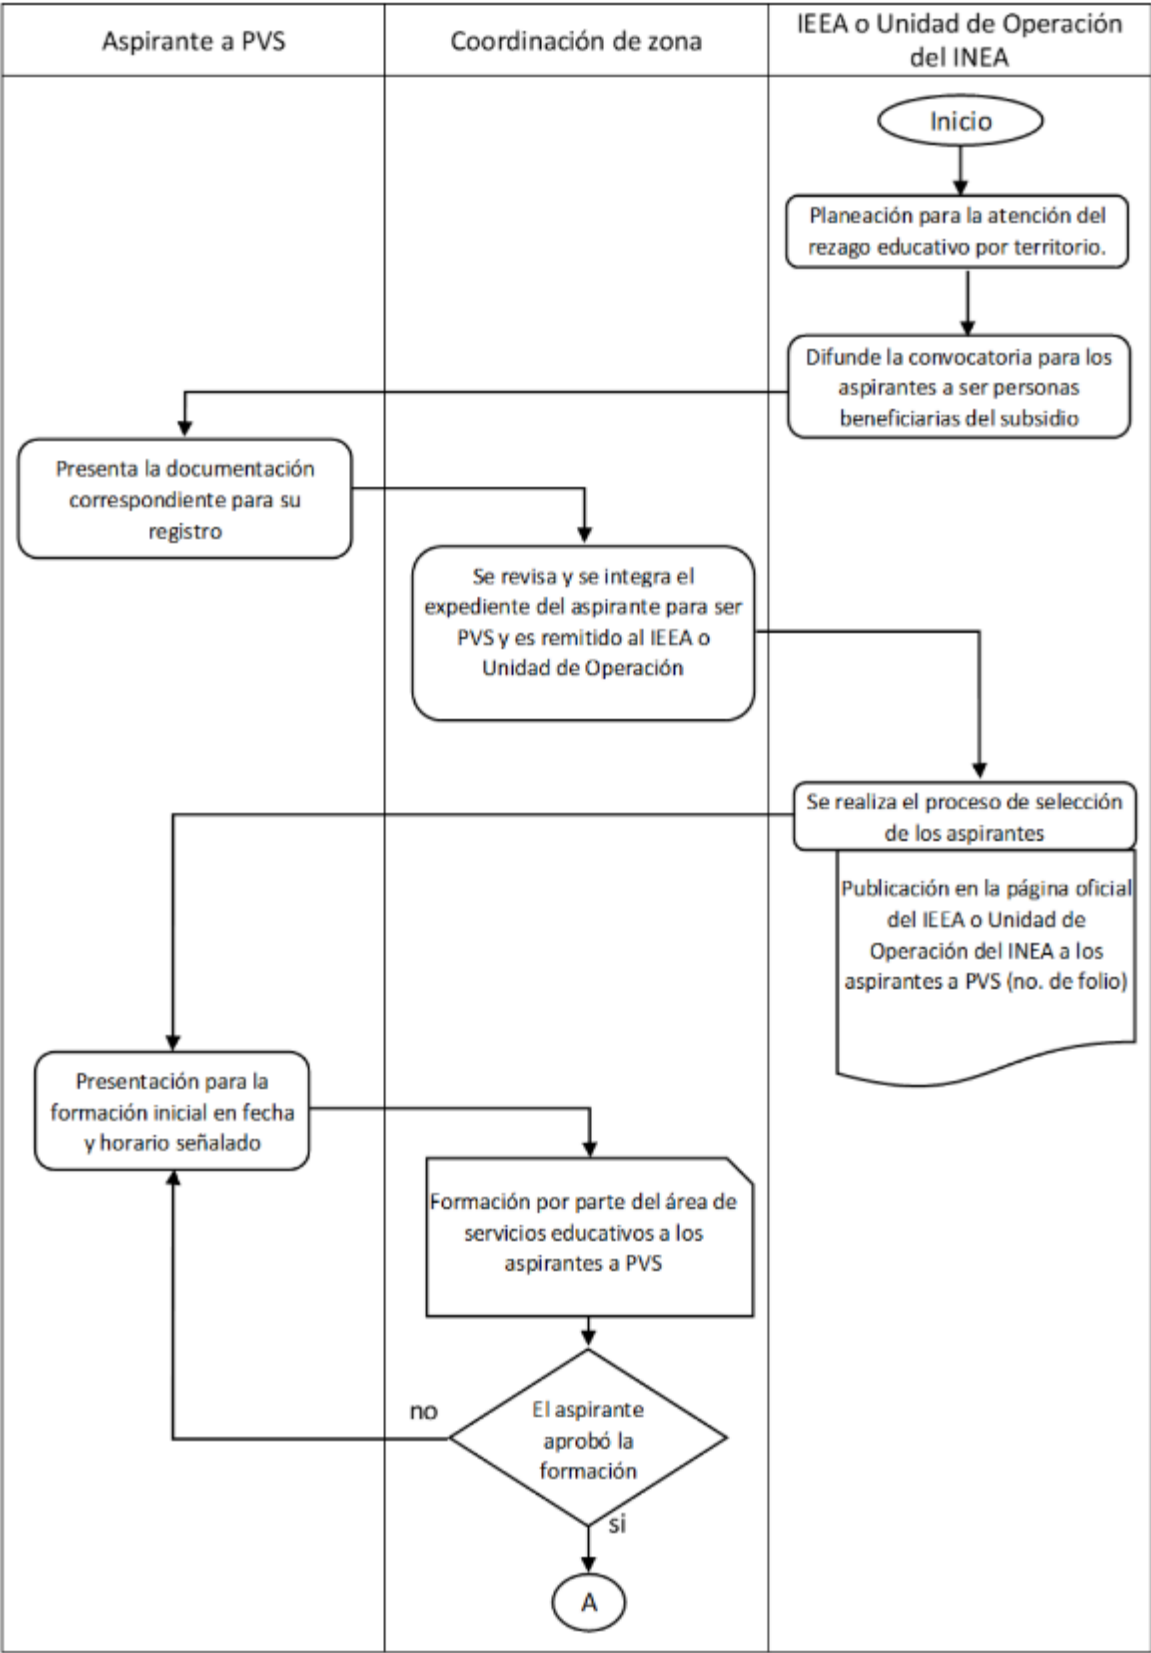 Aspirante a PVS
Coordinación de zona
IEEA o Unidad de Operación
del INEA
Inicio
Planeación para la atención del
rezago educativo por territorio.
Difunde la convocatoria para los
aspirantes a ser personas
beneficiarias del subsidio
Presenta la documentación
correspondiente para su
registro
Se revisa y se integra el
expediente del aspirante para ser
PVS y es remitido al IEEA o
Unidad de Operación
Se realiza el proceso de selección
de los aspirantes
Publicación en la página oficial
del IEEA o Unidad de
Operación del INEA a los
aspirantes a PVS (no. de folio)
Presentación para la
formación inicial en fecha
y horario señalado
Formación por parte del área de
servicios educativos a los
aspirantes a PVS
no
El aspirante
aprobó la
formación
si
A